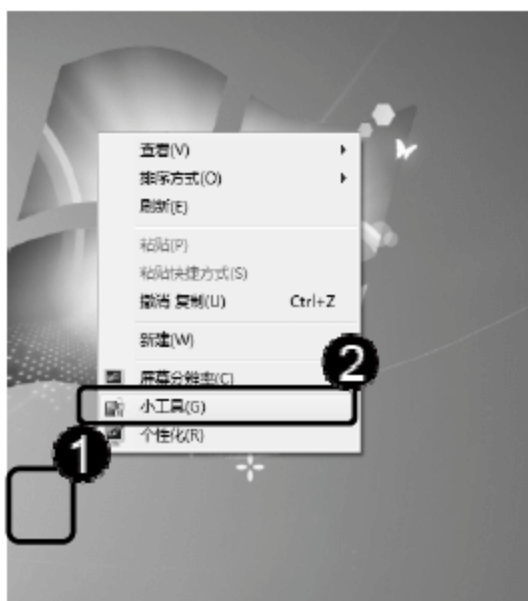 查看(V)
排序方式(O)
刷新(E)
粘贴(P)
粘贴快捷方式(S)
撤消 复制(U) Ctrl+Z
新建(W)
2
屏幕分辨率(C)
小工具(G)
个性化(R)
1